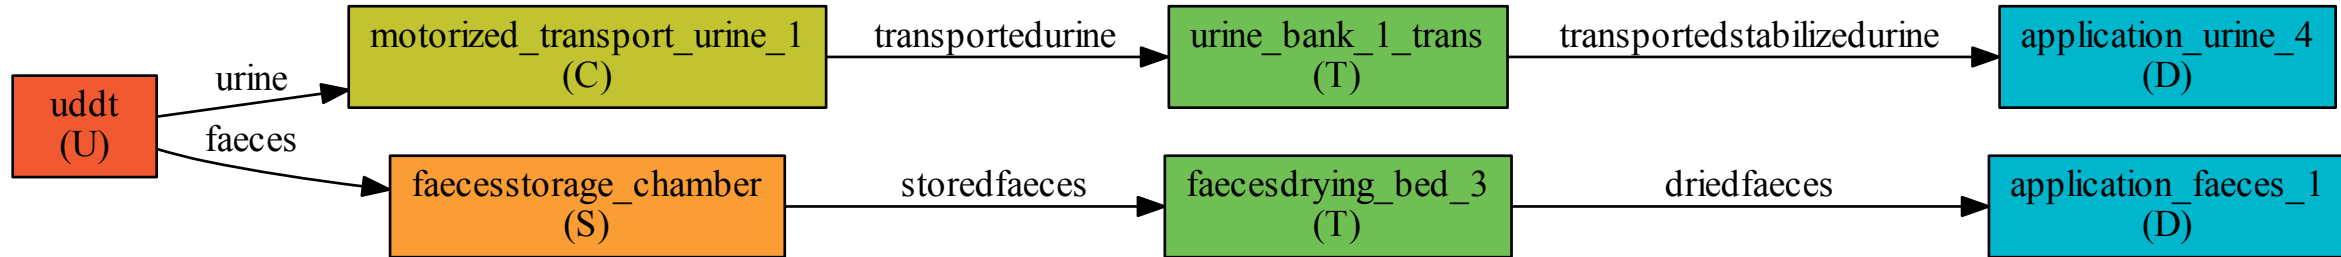 uddt
(U)
urine
faeces
motorized_transport_urine_1
(C)
transportedurine
urine_bank_1_trans
(T)
transportedstabilizedurine
application_urine_4
(D)
faecesstorage_chamber
(S)
storedfaeces
faecesdrying_bed_3
(T)
driedfaeces
application_faeces_1
(D)